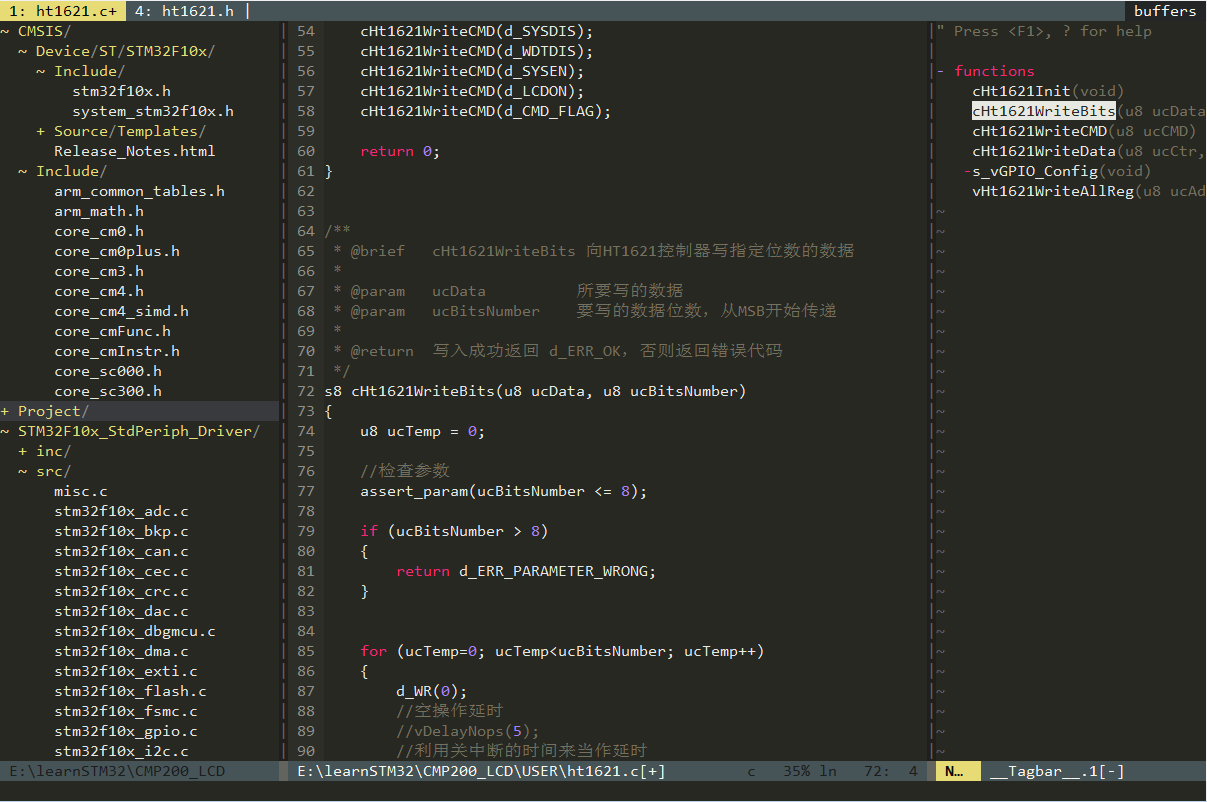 1: ht1621.c+ 4: ht1621.h | buffers
~ CMSIS/
~ Device/ST/STM32F10x/
~ Include/
stm32f10x.h
system_stm32f10x.h
+ Source/Templates/
Release_Notes.html
~ Include/
arm_common_tables.h
arm_math.h
core_cm0.h
core_cm0plus.h
core_cm3.h
core_cm4.h
core_cm4_simd.h
core_cmFunc.h
core_cmInstr.h
core_sc000.h
core_sc300.h
+ Project/
~ STM32F10x_StdPeriph_Driver/
+ inc/
~ src/
misc.c
stm32f10x_adc.c
stm32f10x_bkp.c
stm32f10x_can.c
stm32f10x_cec.c
stm32f10x_crc.c
stm32f10x_dac.c
stm32f10x_dbgmcu.c
stm32f10x_dma.c
stm32f10x_exti.c
stm32f10x_flash.c
stm32f10x_fsmc.c
stm32f10x_gpio.c
stm32f10x_i2c.c
54 cHt1621WriteCMD(d_SYSDIS);
55 cHt1621WriteCMD(d_WDTDIS);
56 cHt1621WriteCMD(d_SYSEN);
57 cHt1621WriteCMD(d_LCDON);
58 cHt1621WriteCMD(d_CMD_FLAG);
59
60 return 0;
61 }
62
63
64 /**
65 * @brief cHt1621WriteBits 向HT1621控制器写指定位数的数据
66 *
67 * @param ucData 所要写的数据
68 * @param ucBitsNumber 要写的数据位数，从MSB开始传递
69 *
70 * @return 写入成功返回 d_ERR_OK，否则返回错误代码
71 */
72 s8 cHt1621WriteBits(u8 ucData, u8 ucBitsNumber)
73 {
74 u8 ucTemp = 0;
75
76 //检查参数
77 assert_param(ucBitsNumber <= 8);
78
79 if (ucBitsNumber > 8)
80 {
81 return d_ERR_PARAMETER_WRONG;
82 }
83
84
85 for (ucTemp=0; ucTemp<ucBitsNumber; ucTemp++)
86 {
87 d_WR(0);
88 //空操作延时
89 //vDelayNops(5);
90 //利用关中断的时间来当作延时
" Press <F1>, ? for help
- functions
cHt1621Init(void)
cHt1621WriteBits(u8 ucData
cHt1621WriteCMD(u8 ucCMD)
cHt1621WriteData(u8 ucCtr,
-s_vGPIO_Config(void)
vHt1621WriteAllReg(u8 ucAd
E:\learnSTM32\CMP200_LCD E:\learnSTM32\CMP200_LCD\USER\ht1621.c[+] c 35% ln 72: 4 N… __Tagbar__.1[-]